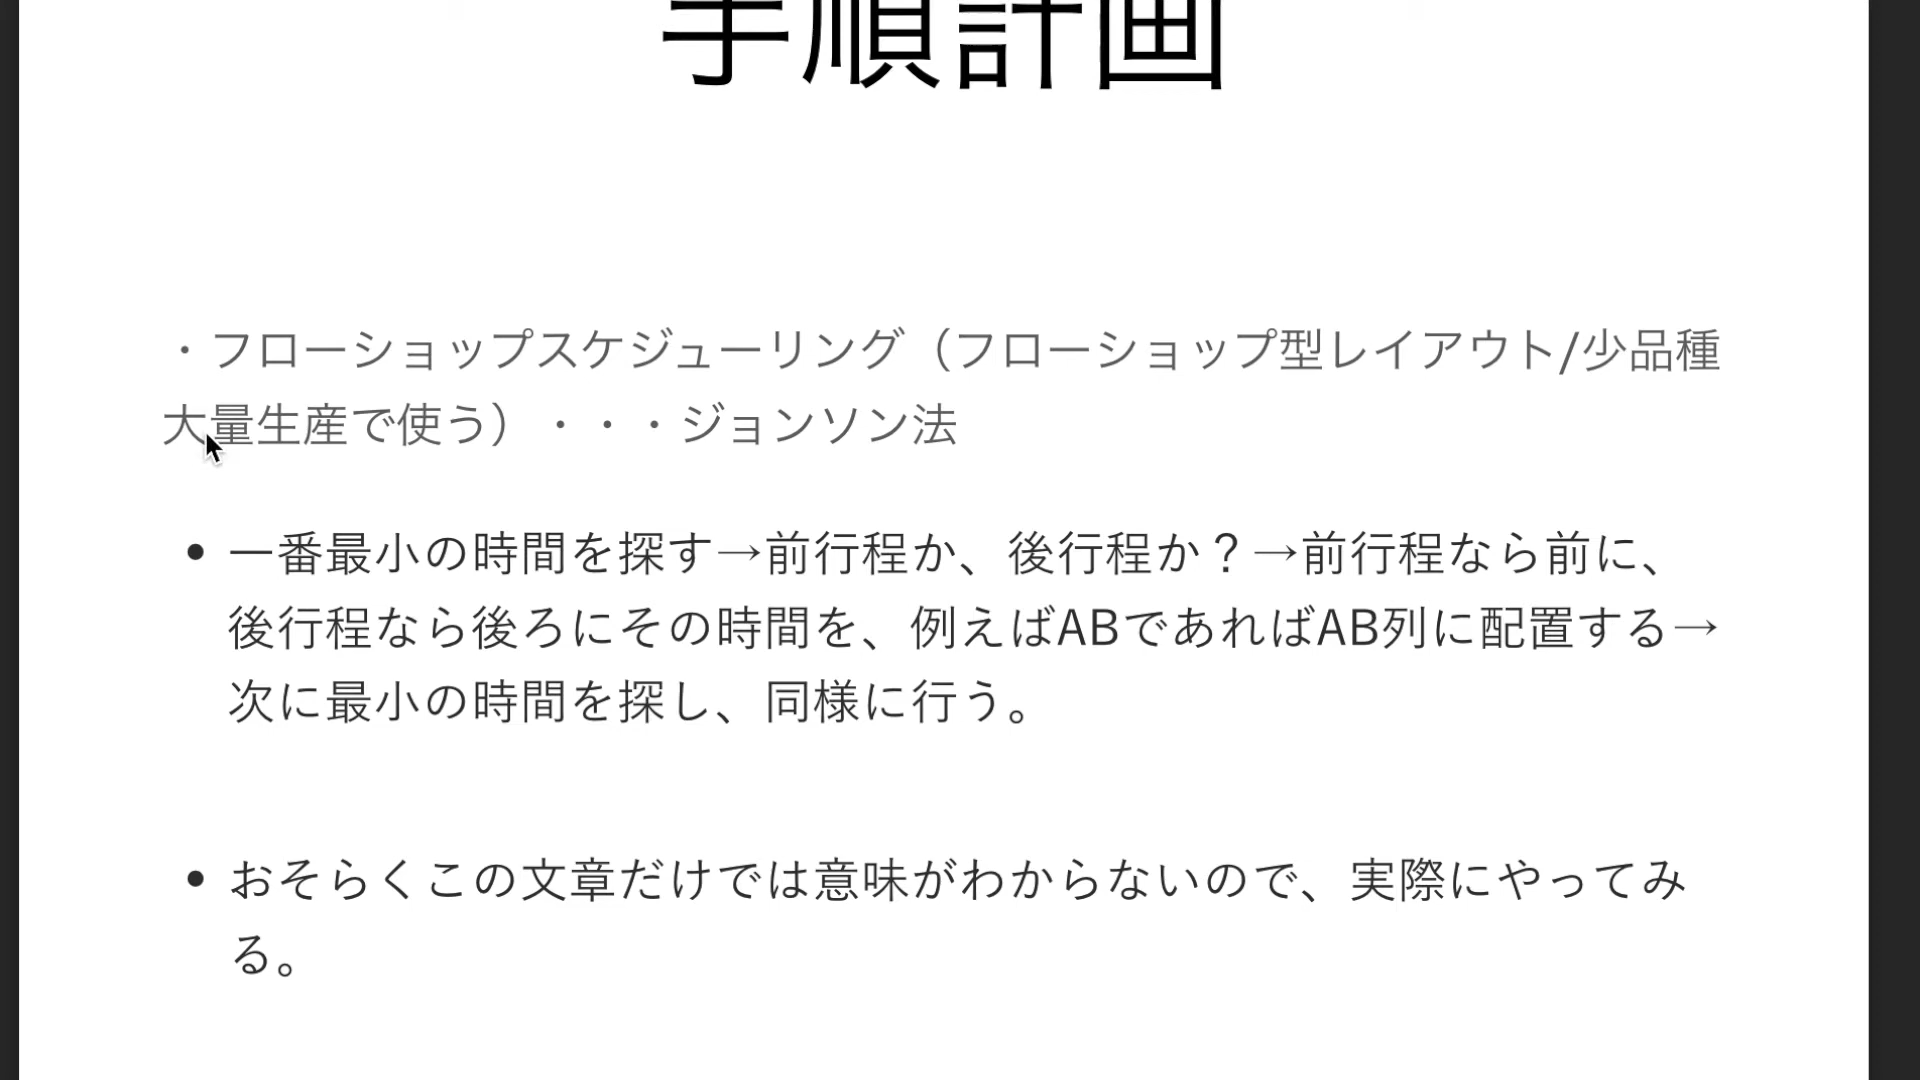 手順計画
・フローショップスケジューリング（フローショップ型レイアウト/少品種
大量生産で使う）・・・ジョンソン法
• 一番最小の時間を探す→前行程か、後行程か？→前行程なら前に、
後行程なら後ろにその時間を、例えばABであればAB列に配置する→
次に最小の時間を探し、同様に行う。
• おそらくこの文章だけでは意味がわからないので、実際にやってみ
る。